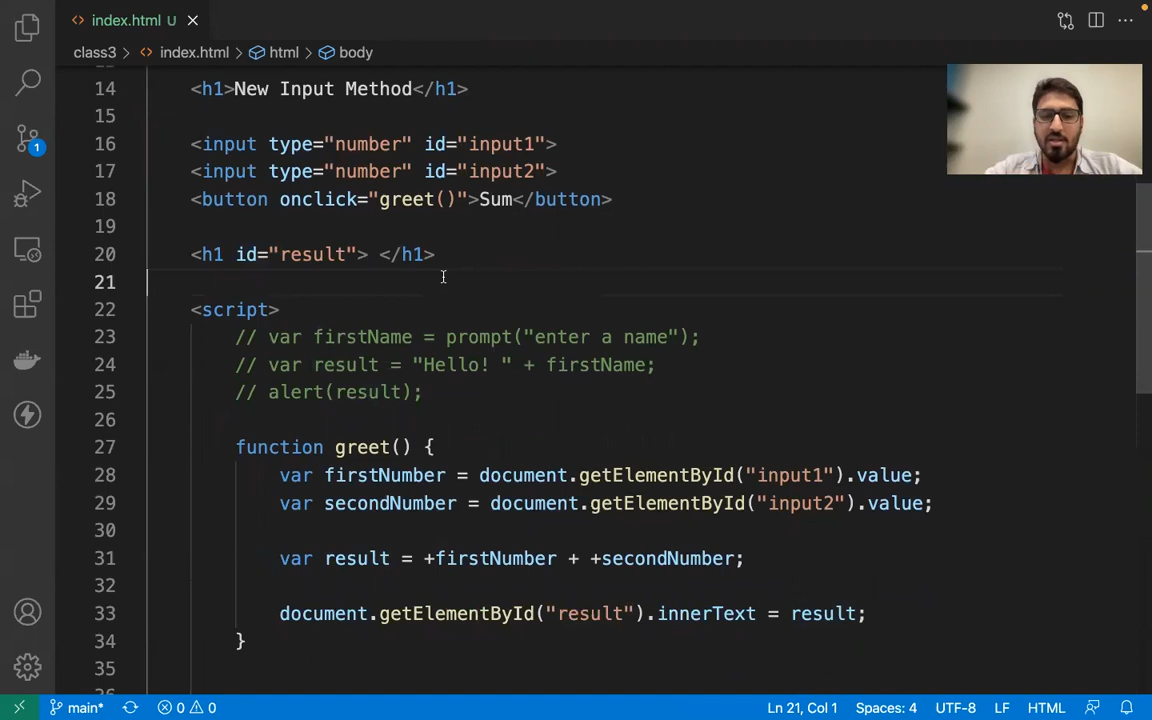 index.html U
class3 > index.html > html > body
14 <h1>New Input Method</h1>
15
16 <input type="number" id="input1">
17 <input type="number" id="input2">
18 <button onclick="greet()">Sum</button>
19
20 <h1 id="result"> </h1>
21
22 <script>
23 // var firstName = prompt("enter a name");
24 // var result = "Hello! " + firstName;
25 // alert(result);
26
27 function greet() {
28 var firstNumber = document.getElementById("input1").value;
29 var secondNumber = document.getElementById("input2").value;
30
31 var result = +firstNumber + +secondNumber;
32
33 document.getElementById("result").innerText = result;
34 }
35
1
main* 0 0 Ln 21, Col 1 Spaces: 4 UTF-8 LF HTML